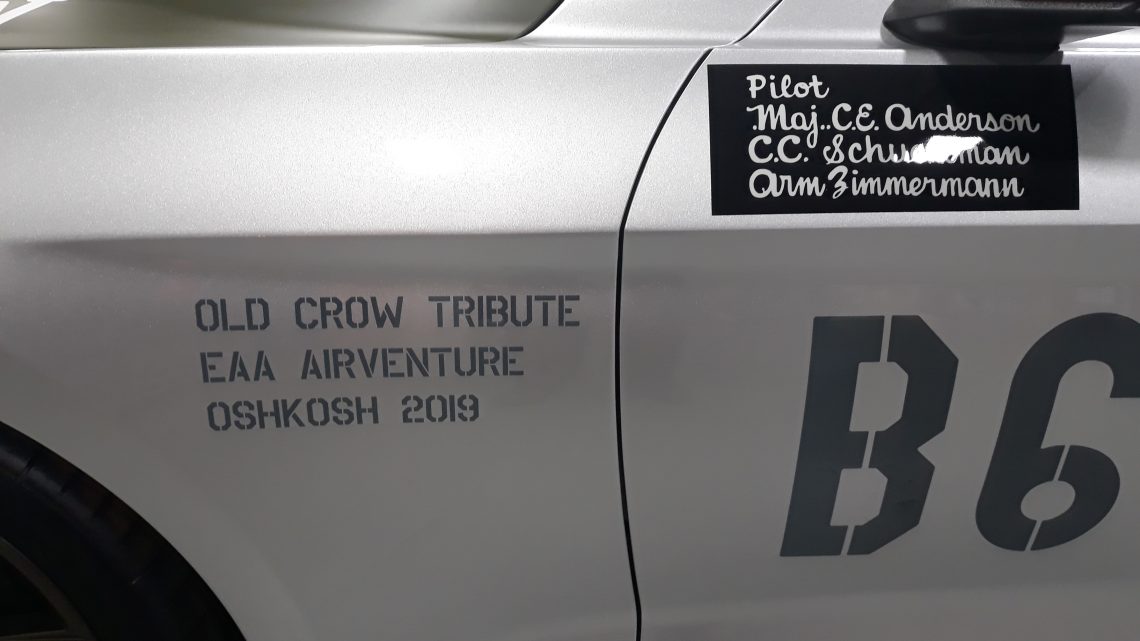 Pilot
Maj. C.E. Anderson
C.C.
Arm Zimmermann
OLD CROW TRIBUTE
EAA AIRVENTURE
OSHKOSH 2019
B6